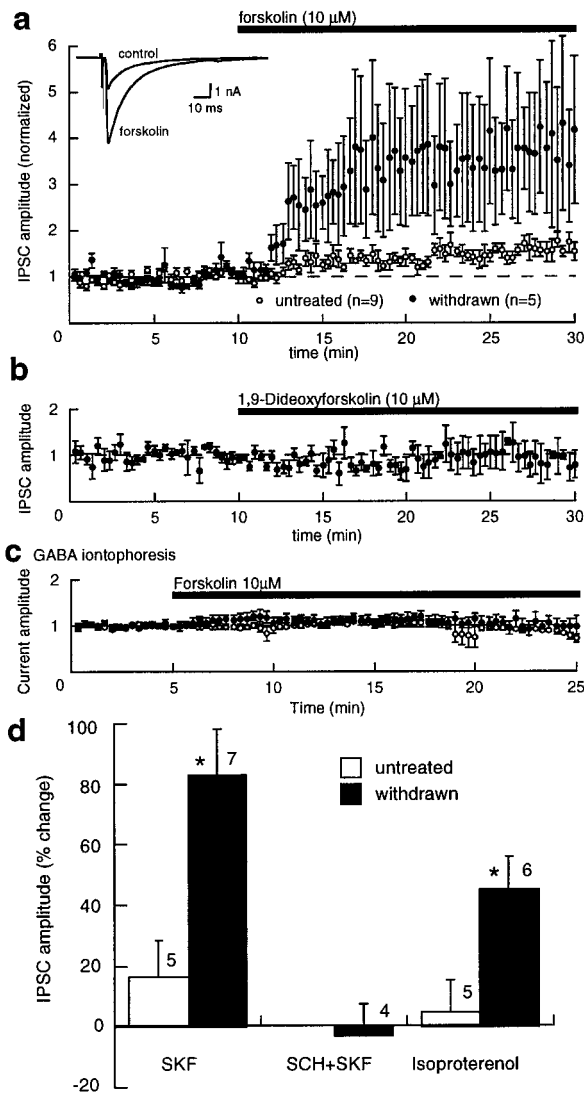 a
forskolin (10 μM)
IPSC amplitude (normalized)
6
5
4
3
2
1
0
control
forskolin
1 nA
10 ms
untreated (n=9)
withdrawn (n=5)
5
10
15
20
25
30
time (min)
b
1,9-Dideoxyforskolin (10 μM)
IPSC amplitude
2
1
0
5
10
15
20
25
30
time (min)
c
GABA iontophoresis
Forskolin 10μM
Current amplitude
2
1
0
5
10
15
20
25
Time (min)
d
IPSC amplitude (% change)
100
80
60
40
20
0
-20
untreated
withdrawn
5
* 7
4
5
* 6
SKF
SCH+SKF
Isoproterenol